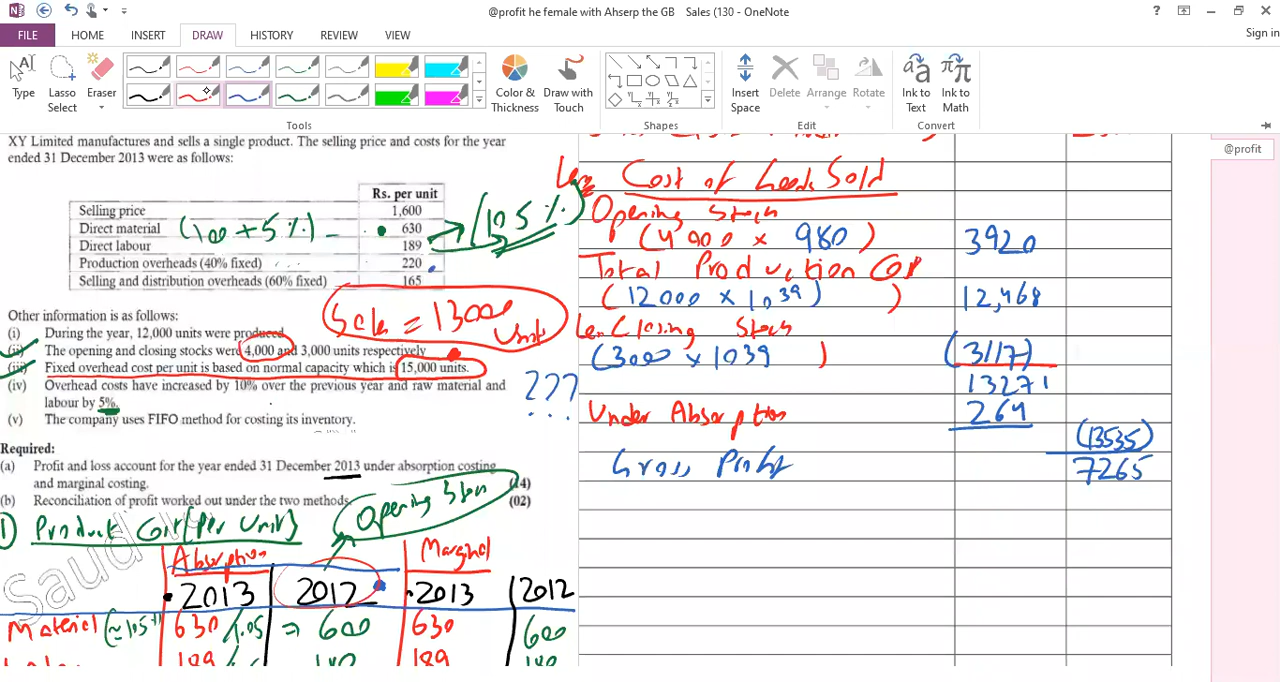 @profit he female with Ahserp the GB   Sales (130 - OneNote
Sign in
FILE HOME INSERT DRAW HISTORY REVIEW VIEW
Type
Lasso Select
Eraser
Color & Thickness
Draw with Touch
Insert Space
Delete
Arrange
Rotate
Ink to Text
Ink to Math
Tools
Shapes
Edit
Convert
@profit
XY Limited manufactures and sells a single product. The selling price and costs for the year
ended 31 December 2013 were as follows:
Rs. per unit
Selling price 1,600
Direct material (100 + 5%) 630 (105%)
Direct labour 189
Production overheads (40% fixed) 220
Selling and distribution overheads (60% fixed) 165
Sale = 13000 units
Other information is as follows:
(i) During the year, 12,000 units were produced
(ii) The opening and closing stocks were 4,000 and 3,000 units respectively
(iii) Fixed overhead cost per unit is based on normal capacity which is 15,000 units.
(iv) Overhead costs have increased by 10% over the previous year and raw material and
labour by 5%.
(v) The company uses FIFO method for costing its inventory.
???
Required:
(a) Profit and loss account for the year ended 31 December 2013 under absorption costing
and marginal costing. (14)
(b) Reconciliation of profit worked out under the two methods. (02)
Opening Stock
1) Product Cost (Per Unit)
Absorption Marginal
2013 2012 2013 2012
Material 630/1.05 = 600 630 600
189 180 189 180
Saud
Less Cost of Goods Sold
Opening Stock
(4000 x 980) 3920
Total Production Cost
(12000 x 1039) 12,468
Less Closing Stock
(3000 x 1039) (3117)
13271
Under Absorption 264
(13535)
Gross Profit 7265